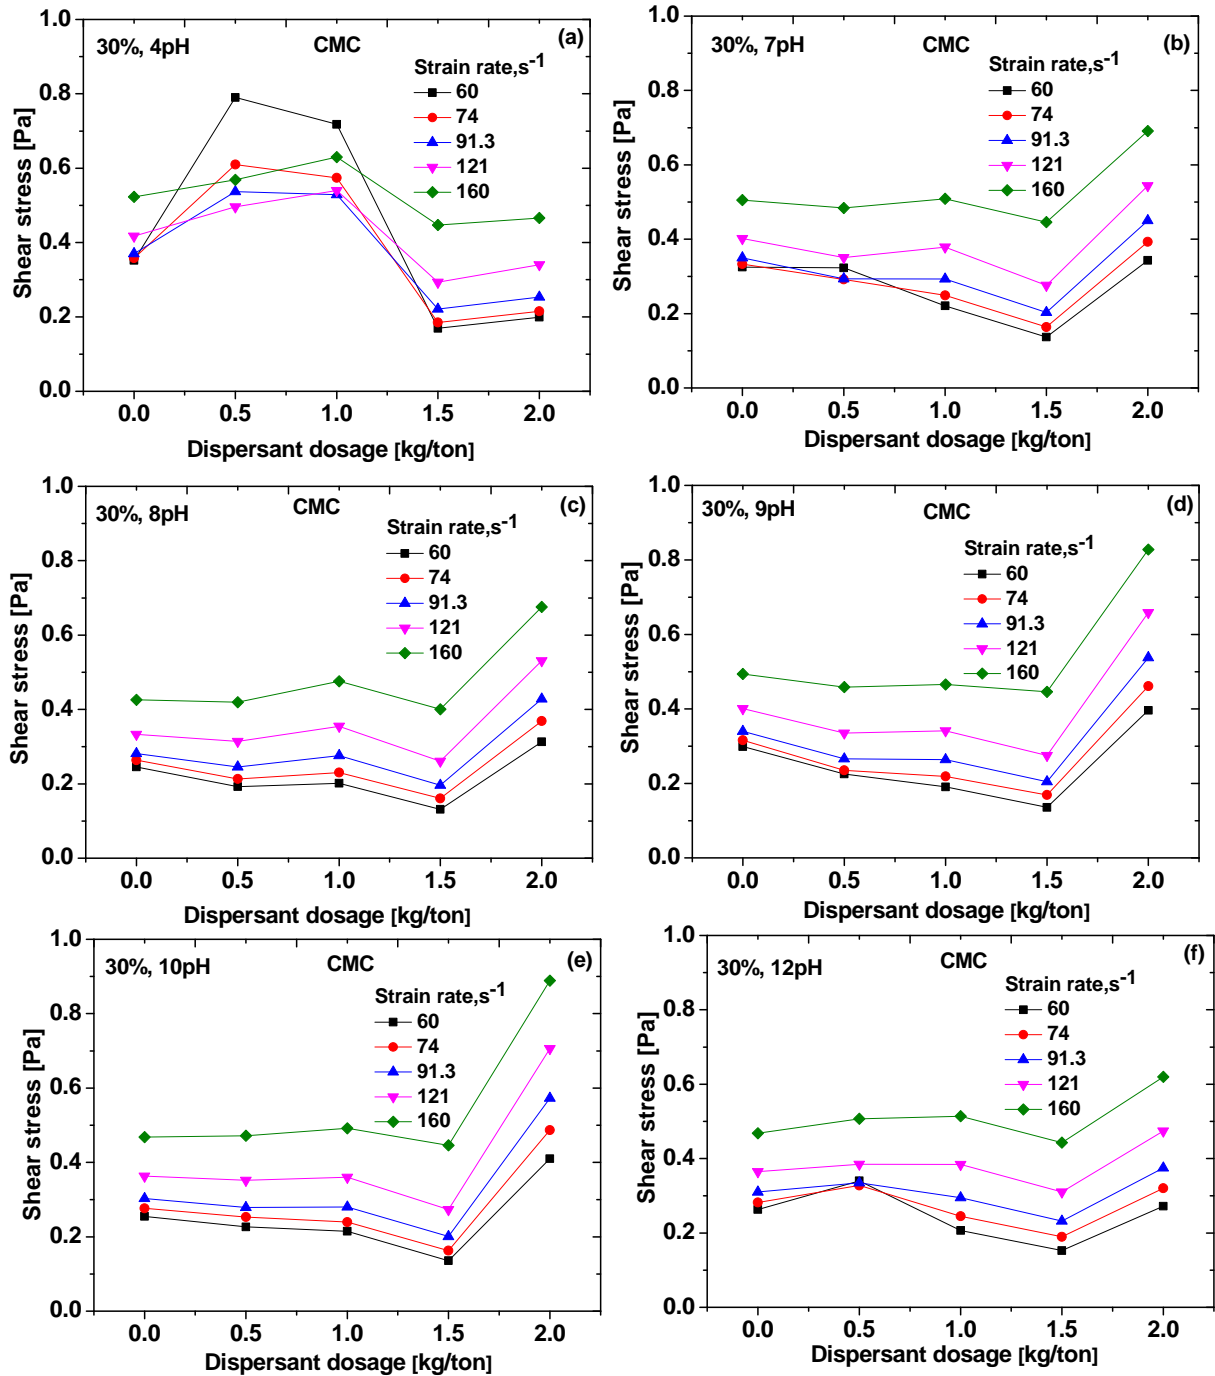 30%, 4pH
CMC
(a)
Strain rate,s-1
60
74
91.3
121
160
Shear stress [Pa]
1.0
0.8
0.6
0.4
0.2
0.0
0.0 0.5 1.0 1.5 2.0
Dispersant dosage [kg/ton]
30%, 7pH
CMC
(b)
Strain rate,s-1
60
74
91.3
121
160
Shear stress [Pa]
1.0
0.8
0.6
0.4
0.2
0.0
0.0 0.5 1.0 1.5 2.0
Dispersant dosage [kg/ton]
30%, 8pH
CMC
(c)
Strain rate,s-1
60
74
91.3
121
160
Shear stress [Pa]
1.0
0.8
0.6
0.4
0.2
0.0
0.0 0.5 1.0 1.5 2.0
Dispersant dosage [kg/ton]
30%, 9pH
CMC
(d)
Strain rate,s-1
60
74
91.3
121
160
Shear stress [Pa]
1.0
0.8
0.6
0.4
0.2
0.0
0.0 0.5 1.0 1.5 2.0
Dispersant dosage [kg/ton]
30%, 10pH
CMC
(e)
Strain rate,s-1
60
74
91.3
121
160
Shear stress [Pa]
1.0
0.8
0.6
0.4
0.2
0.0
0.0 0.5 1.0 1.5 2.0
Dispersant dosage [kg/ton]
30%, 12pH
CMC
(f)
Strain rate,s-1
60
74
91.3
121
160
Shear stress [Pa]
1.0
0.8
0.6
0.4
0.2
0.0
0.0 0.5 1.0 1.5 2.0
Dispersant dosage [kg/ton]